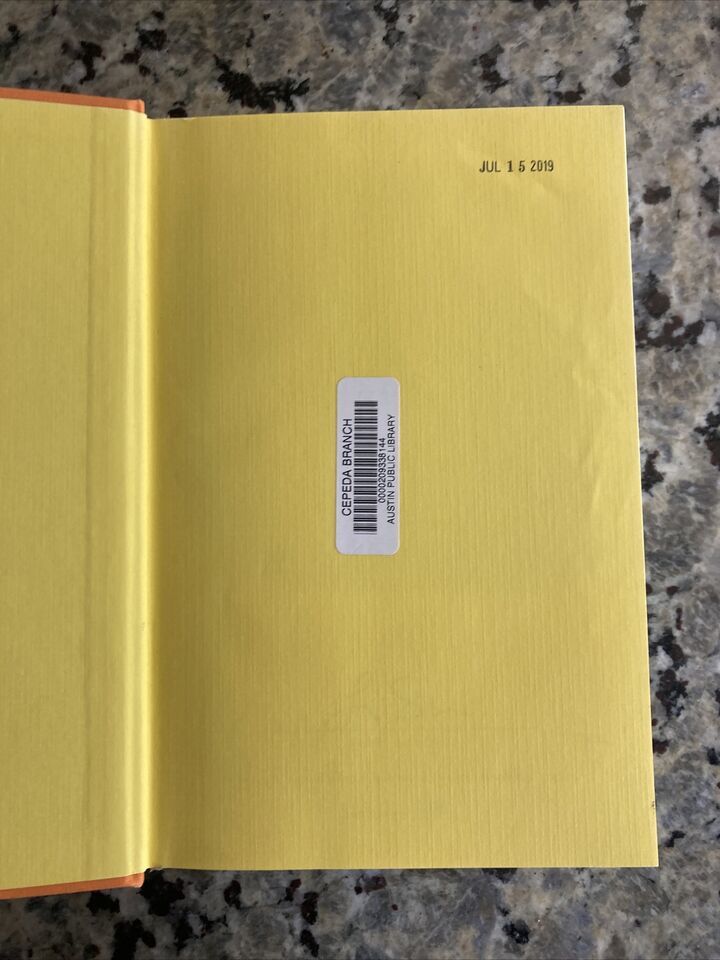 JUL 15 2019
CEPEDA BRANCH
0000209338144
AUSTIN PUBLIC LIBRARY